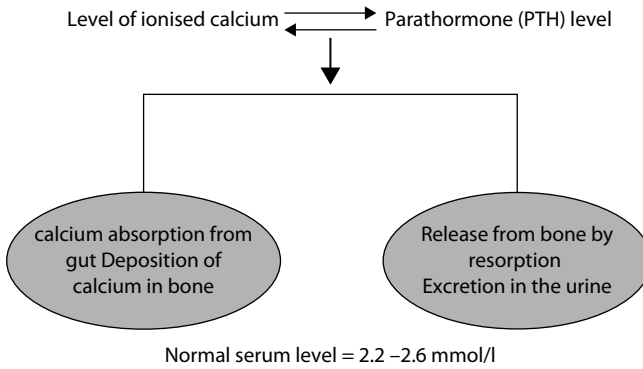 Level of ionised calcium
Parathormone (PTH) level
calcium absorption from
gut Deposition of
calcium in bone
Release from bone by
resorption
Excretion in the urine
Normal serum level = 2.2 –2.6 mmol/l